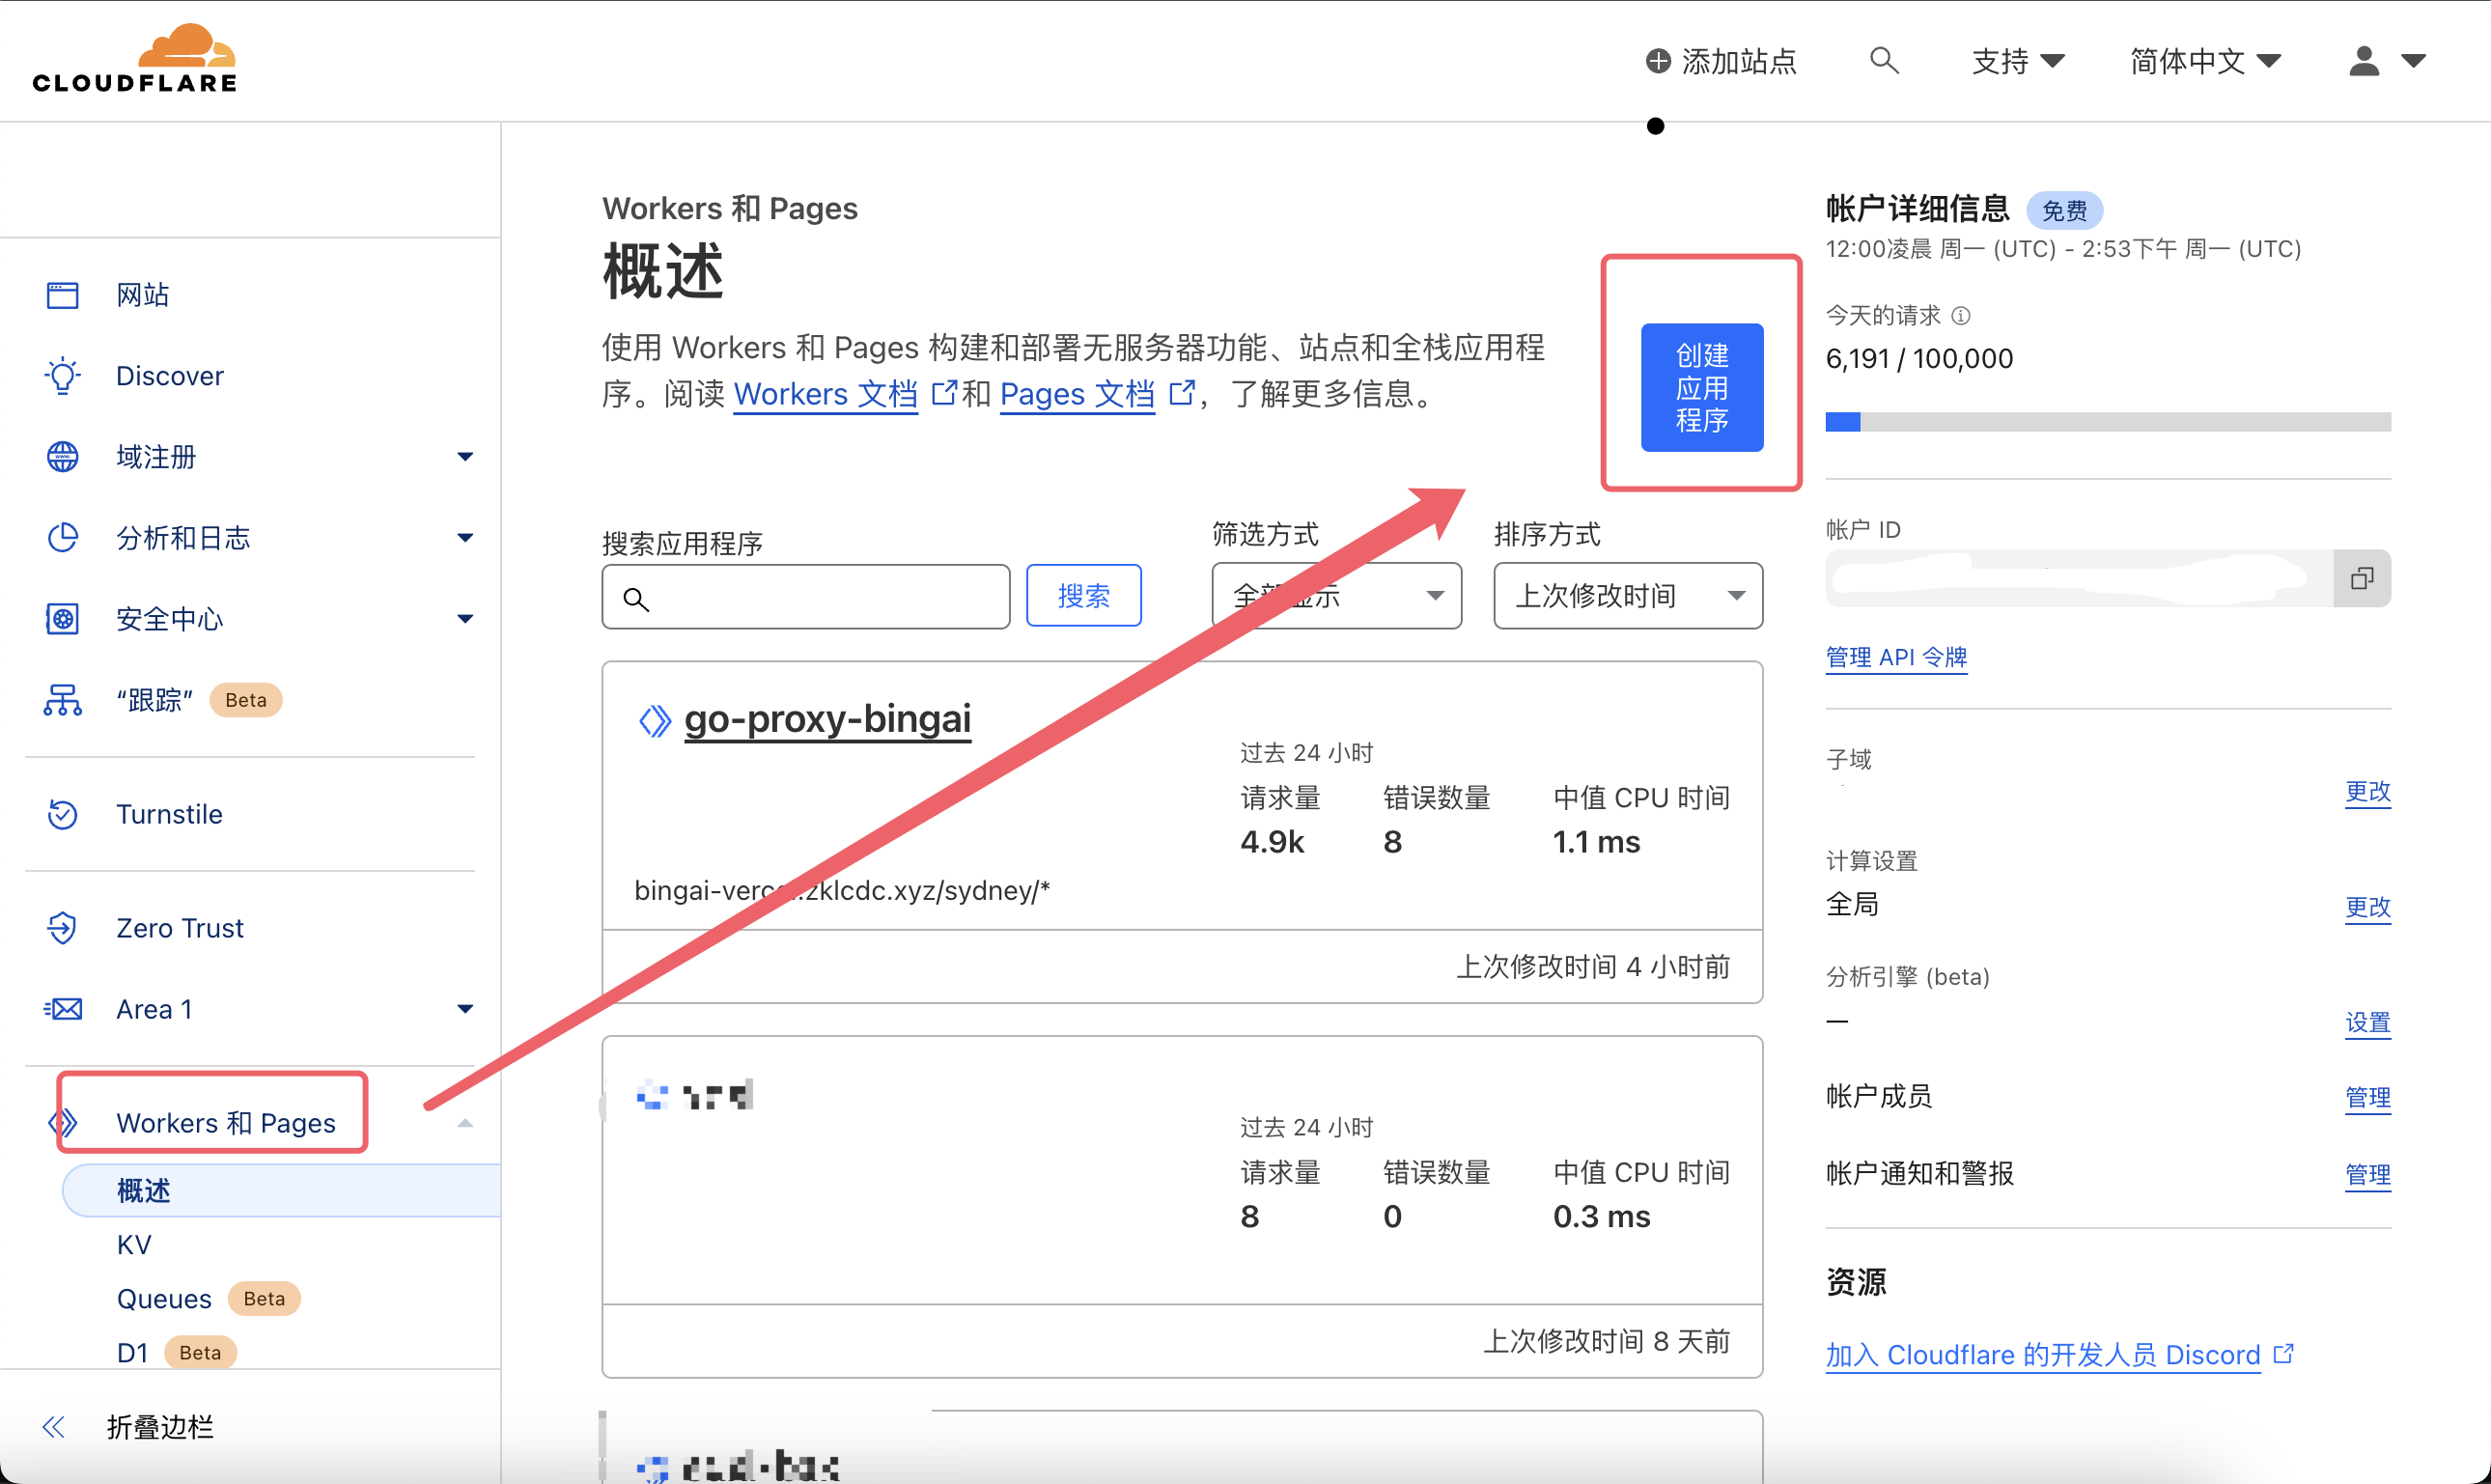 CLOUDFLARE
添加站点
支持
简体中文
网站
Discover
域注册
分析和日志
安全中心
“跟踪” Beta
Turnstile
Zero Trust
Area 1
Workers 和 Pages
概述
KV
Queues Beta
D1 Beta
折叠边栏
Workers 和 Pages
概述
使用 Workers 和 Pages 构建和部署无服务器功能、站点和全栈应用程
序。阅读 Workers 文档 和 Pages 文档 ，了解更多信息。
创建
应用
程序
搜索应用程序
搜索
筛选方式
全部显示
排序方式
上次修改时间
go-proxy-bingai
过去 24 小时
请求量 错误数量 中值 CPU 时间
4.9k 8 1.1 ms
bingai-vercel.zklcdc.xyz/sydney/*
上次修改时间 4 小时前
过去 24 小时
请求量 错误数量 中值 CPU 时间
8 0 0.3 ms
上次修改时间 8 天前
帐户详细信息 免费
12:00凌晨 周一 (UTC) - 2:53下午 周一 (UTC)
今天的请求
6,191 / 100,000
帐户 ID
管理 API 令牌
子域
更改
计算设置
全局
更改
分析引擎 (beta)
—
设置
帐户成员
管理
帐户通知和警报
管理
资源
加入 Cloudflare 的开发人员 Discord